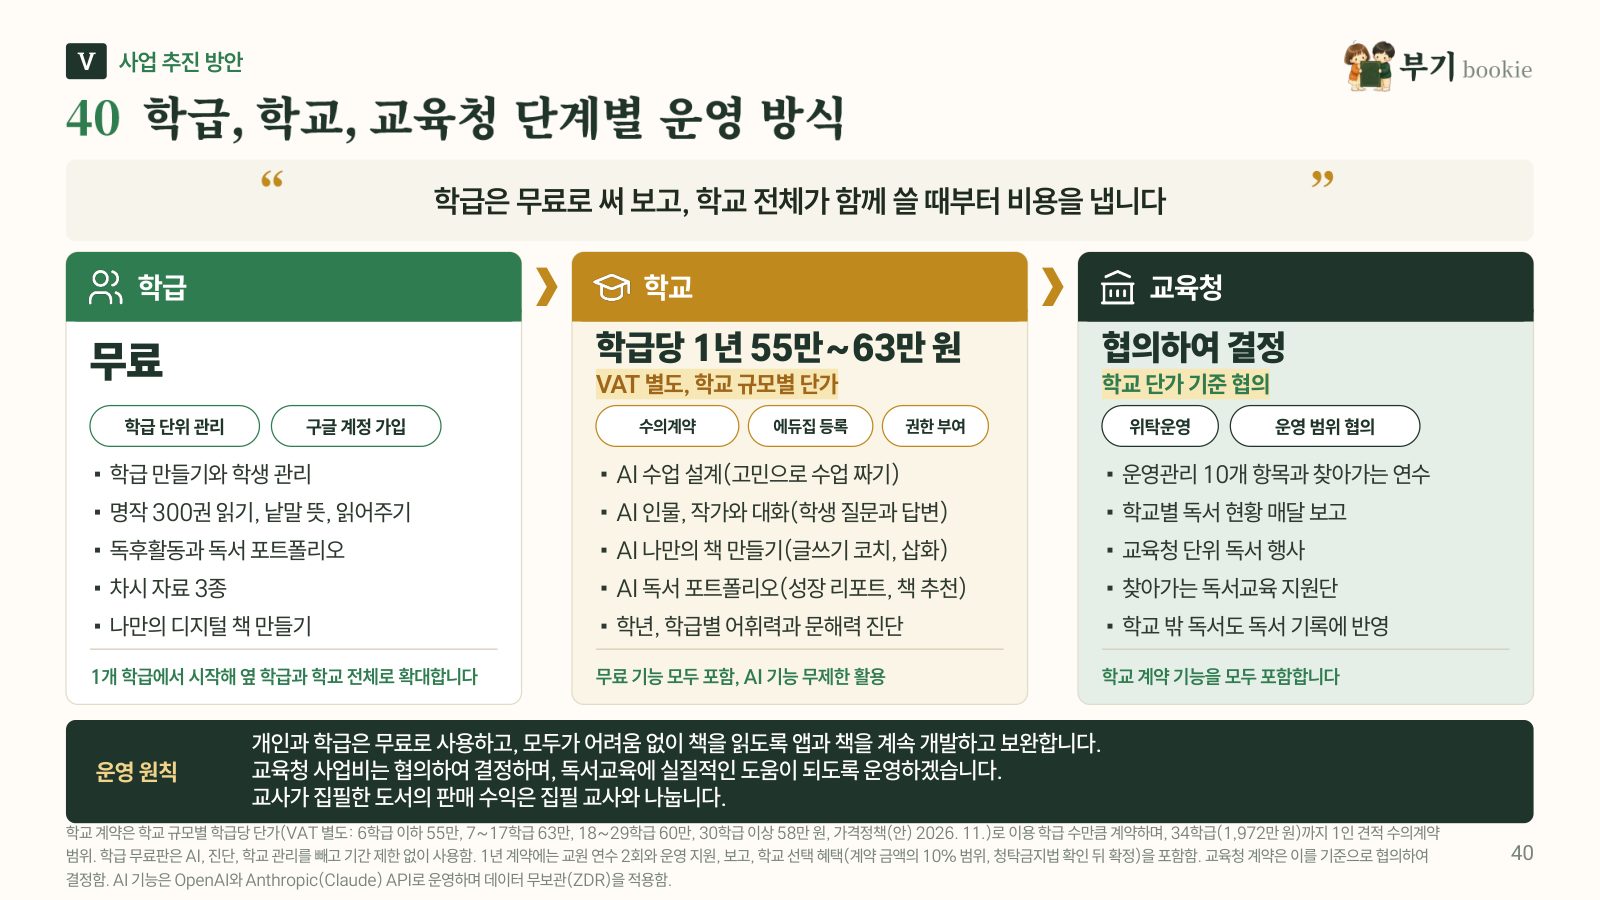 V 사업 추진 방안
부기 bookie
40 학급, 학교, 교육청 단계별 운영 방식
“ 학급은 무료로 써 보고, 학교 전체가 함께 쓸 때부터 비용을 냅니다 ”
학급
무료
학급 단위 관리
구글 계정 가입
▪ 학급 만들기와 학생 관리
▪ 명작 300권 읽기, 낱말 뜻, 읽어주기
▪ 독후활동과 독서 포트폴리오
▪ 차시 자료 3종
▪ 나만의 디지털 책 만들기
1개 학급에서 시작해 옆 학급과 학교 전체로 확대합니다
학교
학급당 1년 55만~63만 원
VAT 별도, 학교 규모별 단가
수의계약
에듀집 등록
권한 부여
▪ AI 수업 설계(고민으로 수업 짜기)
▪ AI 인물, 작가와 대화(학생 질문과 답변)
▪ AI 나만의 책 만들기(글쓰기 코치, 삽화)
▪ AI 독서 포트폴리오(성장 리포트, 책 추천)
▪ 학년, 학급별 어휘력과 문해력 진단
무료 기능 모두 포함, AI 기능 무제한 활용
교육청
협의하여 결정
학교 단가 기준 협의
위탁운영
운영 범위 협의
▪ 운영관리 10개 항목과 찾아가는 연수
▪ 학교별 독서 현황 매달 보고
▪ 교육청 단위 독서 행사
▪ 찾아가는 독서교육 지원단
▪ 학교 밖 독서도 독서 기록에 반영
학교 계약 기능을 모두 포함합니다
운영 원칙
개인과 학급은 무료로 사용하고, 모두가 어려움 없이 책을 읽도록 앱과 책을 계속 개발하고 보완합니다.
교육청 사업비는 협의하여 결정하며, 독서교육에 실질적인 도움이 되도록 운영하겠습니다.
교사가 집필한 도서의 판매 수익은 집필 교사와 나눕니다.
학교 계약은 학교 규모별 학급당 단가(VAT 별도: 6학급 이하 55만, 7~17학급 63만, 18~29학급 60만, 30학급 이상 58만 원, 가격정책(안) 2026. 11.)로 이용 학급 수만큼 계약하며, 34학급(1,972만 원)까지 1인 견적 수의계약
범위. 학급 무료판은 AI, 진단, 학교 관리를 빼고 기간 제한 없이 사용함. 1년 계약에는 교원 연수 2회와 운영 지원, 보고, 학교 선택 혜택(계약 금액의 10% 범위, 청탁금지법 확인 뒤 확정)을 포함함. 교육청 계약은 이를 기준으로 협의하여
결정함. AI 기능은 OpenAI와 Anthropic(Claude) API로 운영하며 데이터 무보관(ZDR)을 적용함.
40